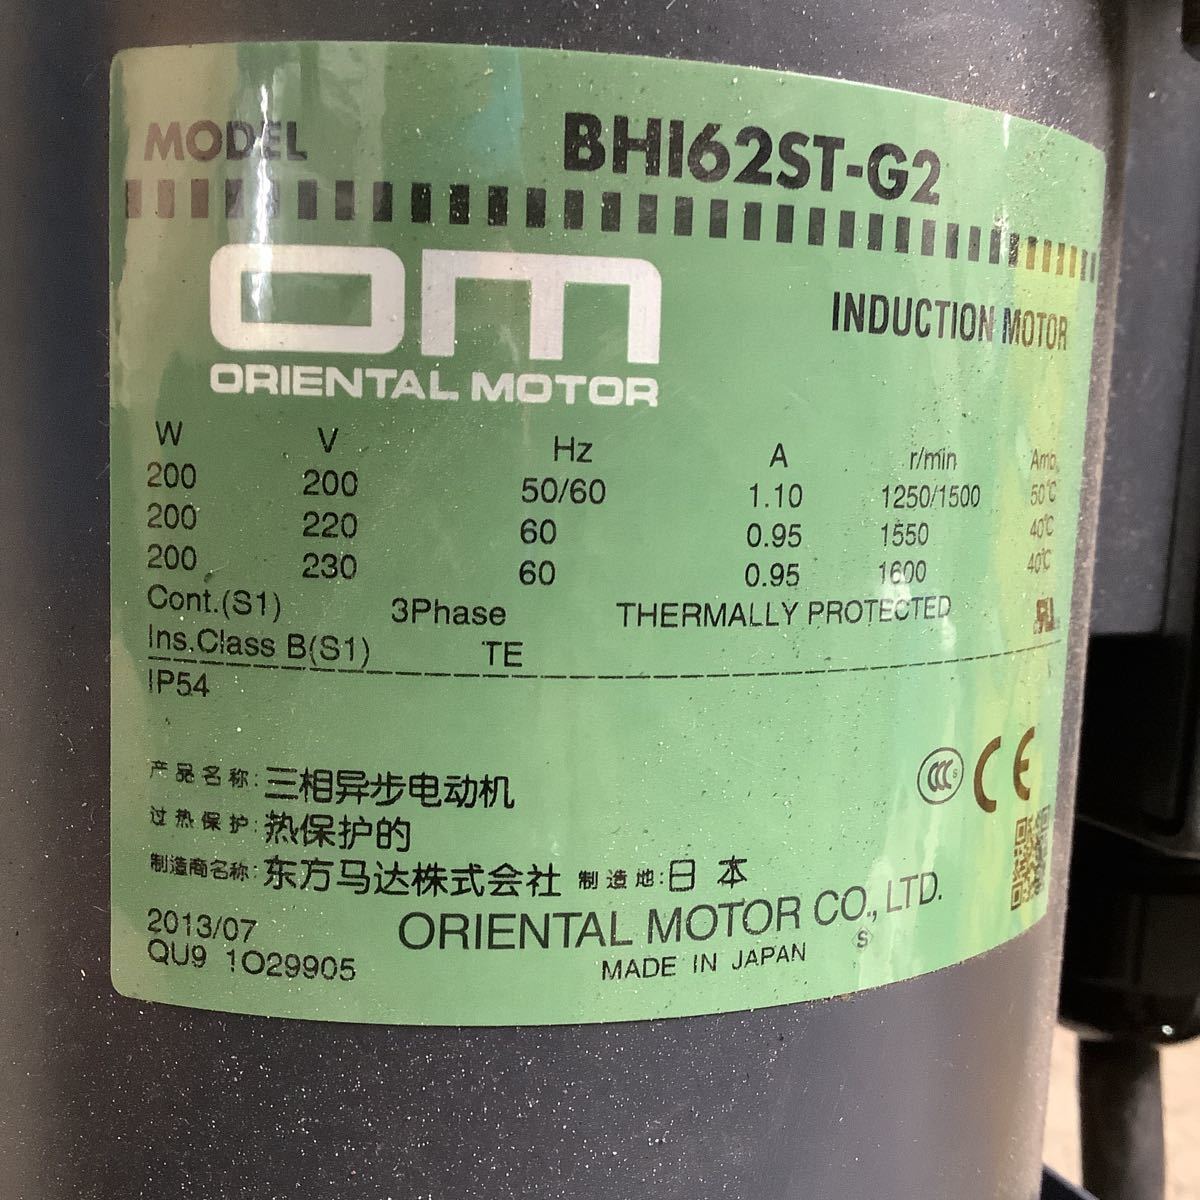 MODEL BHI62ST-G2
OM
ORIENTAL MOTOR
INDUCTION MOTOR
W V Hz A r/min Amb.
200 200 50/60 1.10 1250/1500 50°C
200 220 60 0.95 1550 40°C
200 230 60 0.95 1600 40°C
Cont.(S1) 3Phase THERMALLY PROTECTED
Ins.Class B(S1) TE
IP54
产品名称: 三相异步电动机
CCC S CE
过热保护: 热保护的
制造商名称: 东方马达株式会社 制造地: 日本
2013/07 ORIENTAL MOTOR CO., LTD.
QU9 1O29905 MADE IN JAPAN S